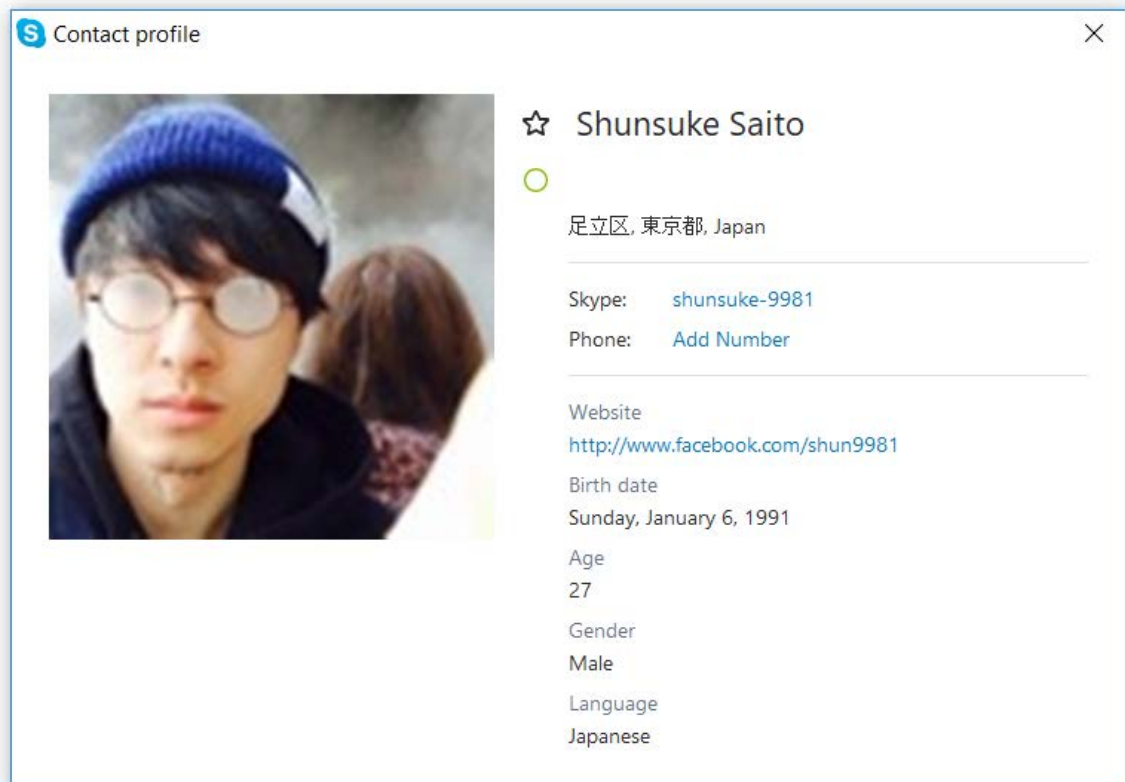 Contact profile
Shunsuke Saito
足立区, 東京都, Japan
Skype: shunsuke-9981
Phone: Add Number
Website
http://www.facebook.com/shun9981
Birth date
Sunday, January 6, 1991
Age
27
Gender
Male
Language
Japanese